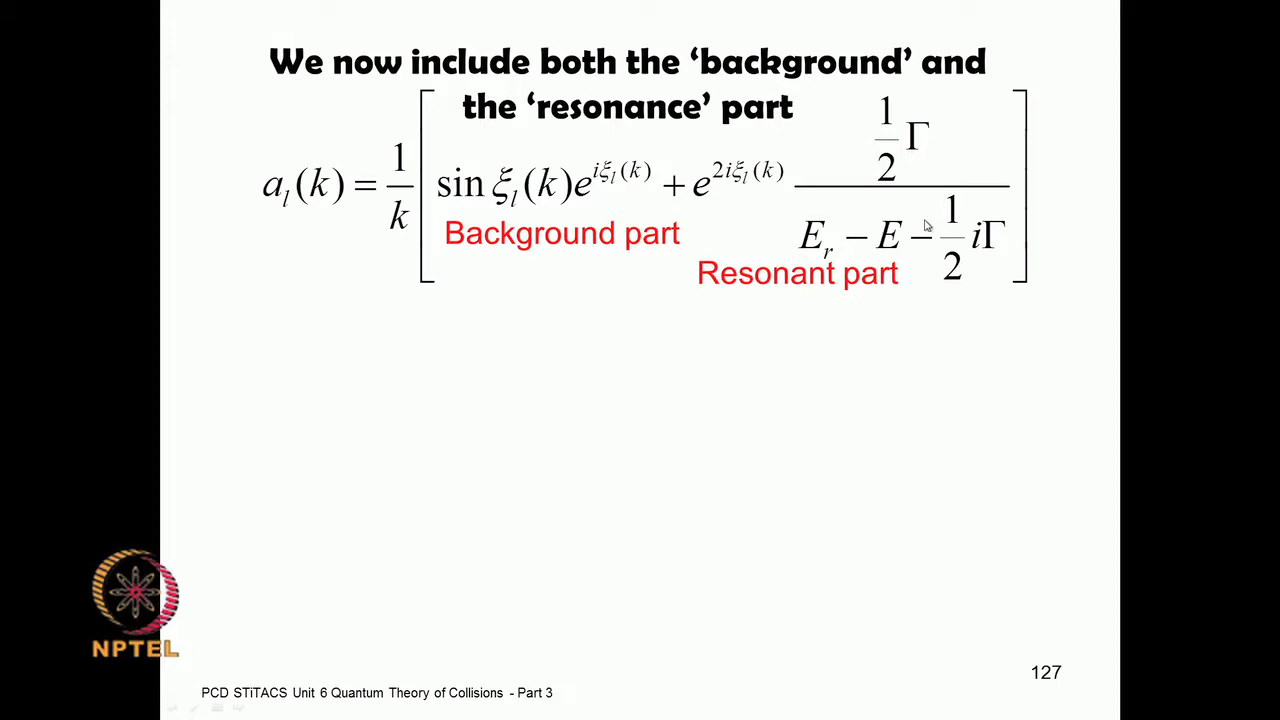 We now include both the ‘background’ and
the ‘resonance’ part
a_l(k) = 1/k [ sin ξ_l(k) e^{iξ_l(k)} + e^{2iξ_l(k)} (1/2 Γ)/(E_r − E − 1/2 iΓ) ]
Background part
Resonant part
NPTEL
127
PCD STiTACS Unit 6 Quantum Theory of Collisions - Part 3